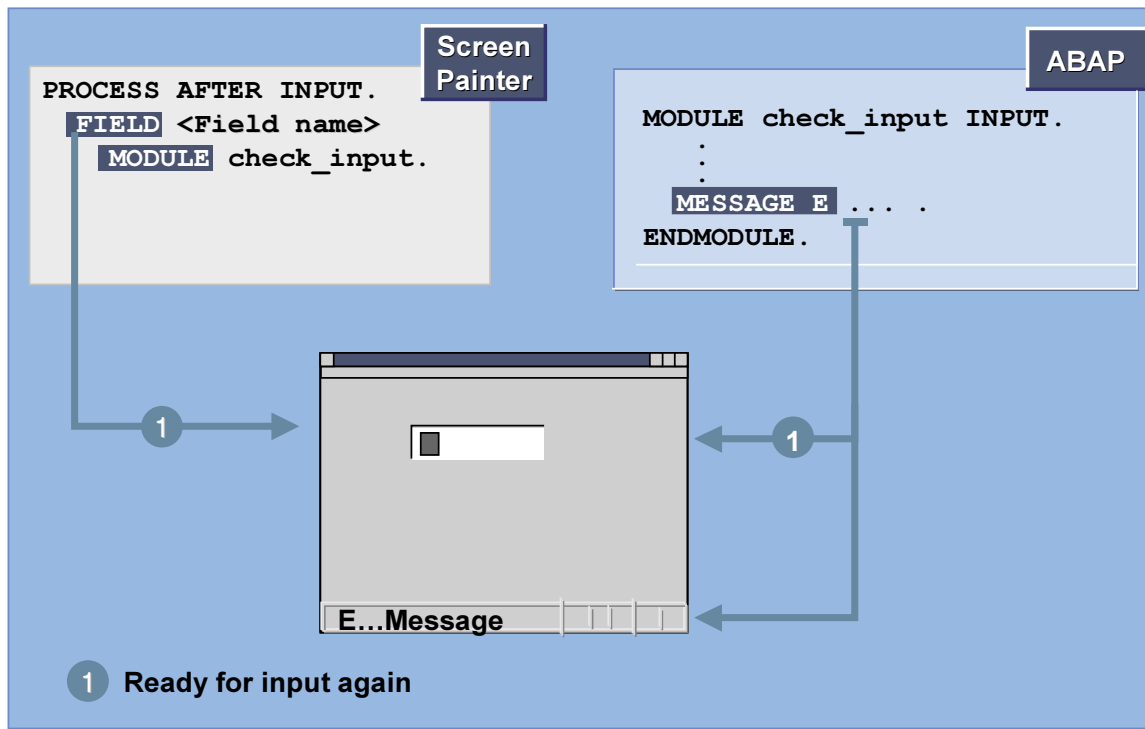 Screen
Painter
PROCESS AFTER INPUT.
FIELD <Field name>
MODULE check_input.
ABAP
MODULE check_input INPUT.
.
.
.
MESSAGE E ... .
ENDMODULE.
1
1
E...Message
1 Ready for input again